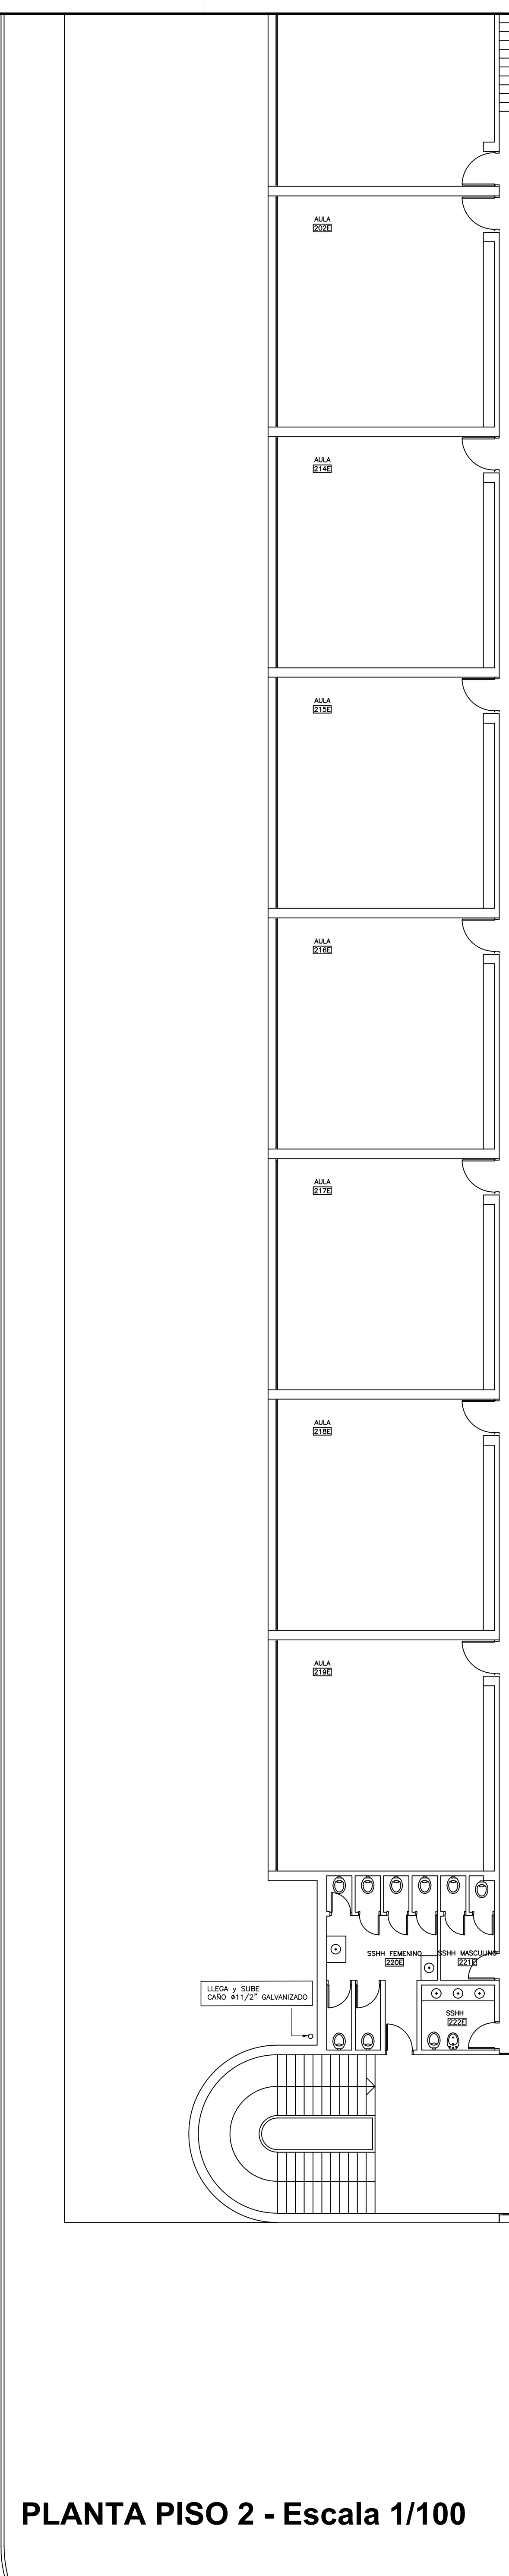 AULA
202E
AULA
214E
AULA
215E
AULA
216E
AULA
217E
AULA
218E
AULA
219E
SSHH FEMENINO
220E
SSHH MASCULINO
221E
LLEGA y SUBE
CAÑO ø11/2" GALVANIZADO
SSHH
222E
PLANTA PISO 2 - Escala 1/100